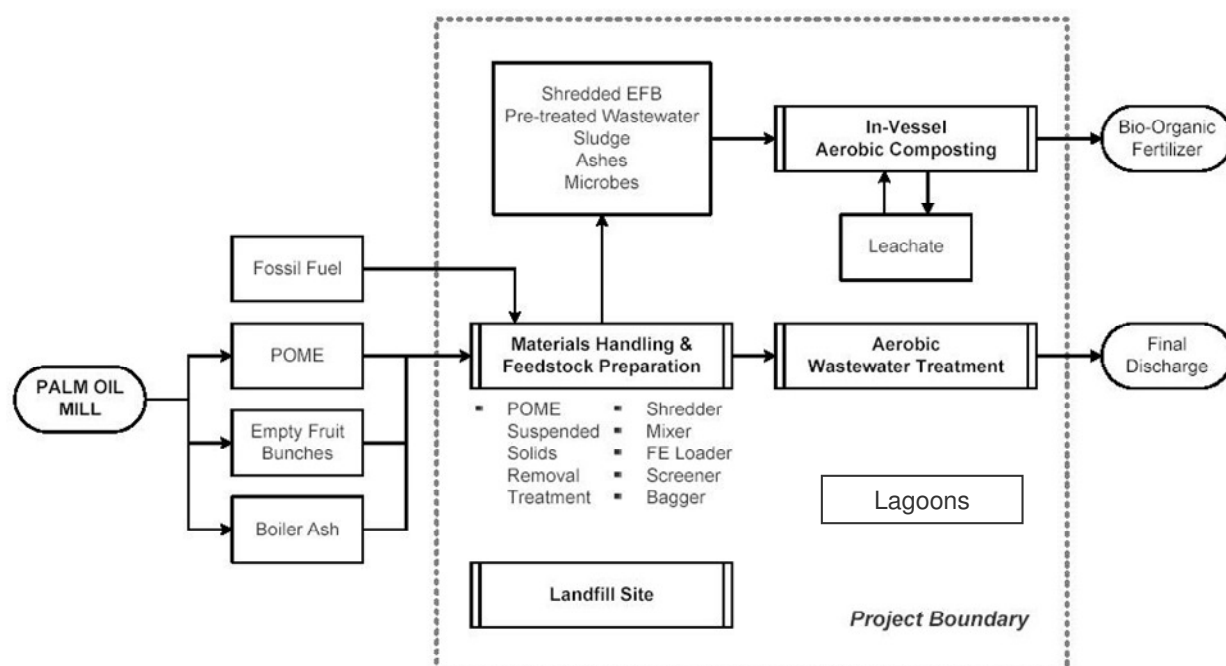 Shredded EFB
Pre-treated Wastewater
Sludge
Ashes
Microbes
In-Vessel
Aerobic Composting
Bio-Organic
Fertilizer
Leachate
Fossil Fuel
POME
Materials Handling &
Feedstock Preparation
Aerobic
Wastewater Treatment
Final
Discharge
PALM OIL
MILL
Empty Fruit
Bunches
Boiler Ash
▪ POME
Suspended
Solids
Removal
Treatment
▪ Shredder
▪ Mixer
▪ FE Loader
▪ Screener
▪ Bagger
Lagoons
Landfill Site
Project Boundary